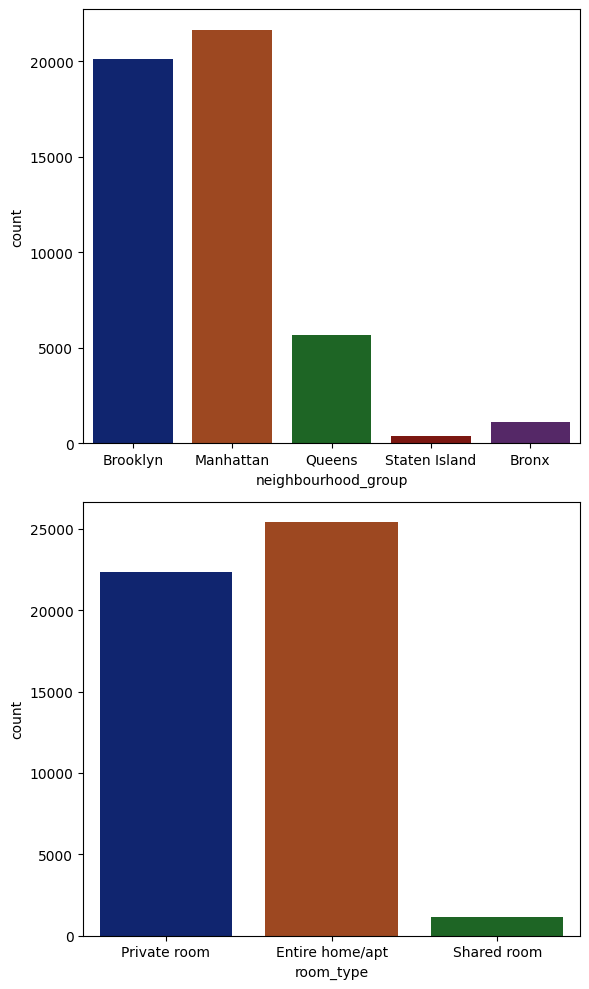 20000
15000
10000
5000
0
count
Brooklyn Manhattan Queens Staten Island Bronx
neighbourhood_group
25000
20000
15000
10000
5000
0
count
Private room Entire home/apt Shared room
room_type